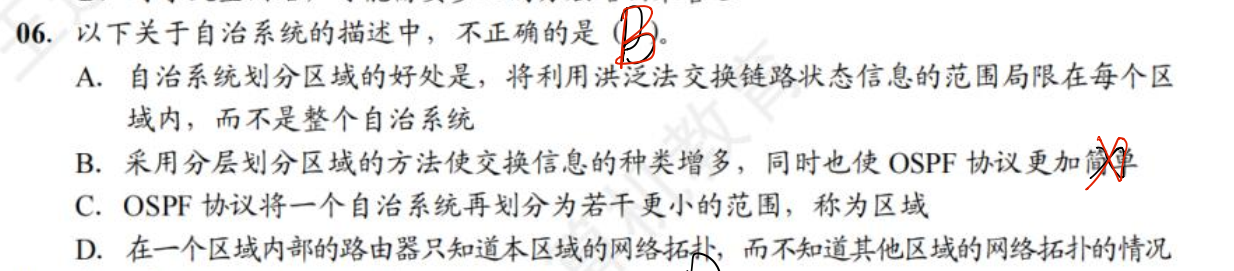 06. 以下关于自治系统的描述中，不正确的是（B）。
A. 自治系统划分区域的好处是，将利用洪泛法交换链路状态信息的范围局限在每个区
域内，而不是整个自治系统
B. 采用分层划分区域的方法使交换信息的种类增多，同时也使 OSPF 协议更加简单
C. OSPF 协议将一个自治系统再划分为若干更小的范围，称为区域
D. 在一个区域内部的路由器只知道本区域的网络拓扑，而不知道其他区域的网络拓扑的情况